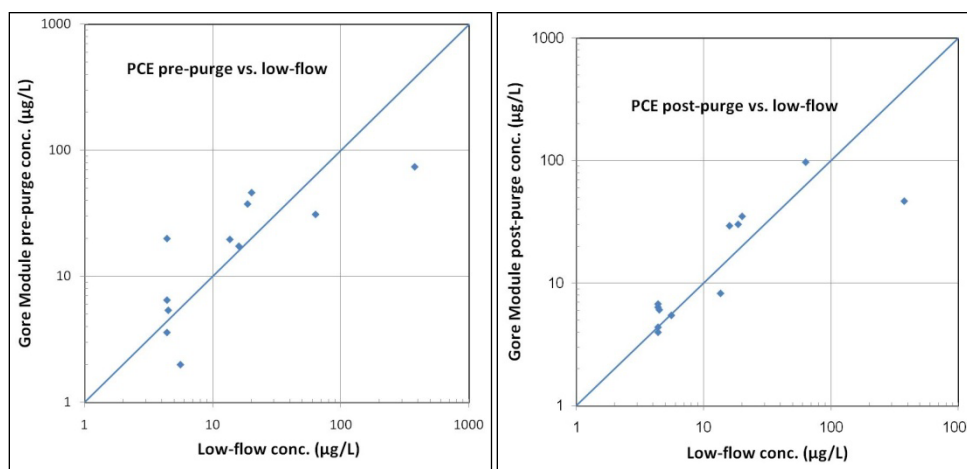 PCE pre-purge vs. low-flow
Gore Module pre-purge conc. (µg/L)
1000
100
10
1
1
10
100
1000
Low-flow conc. (µg/L)
PCE post-purge vs. low-flow
Gore Module post-purge conc. (µg/L)
1000
100
10
1
1
10
100
100
Low-flow conc. (µg/L)